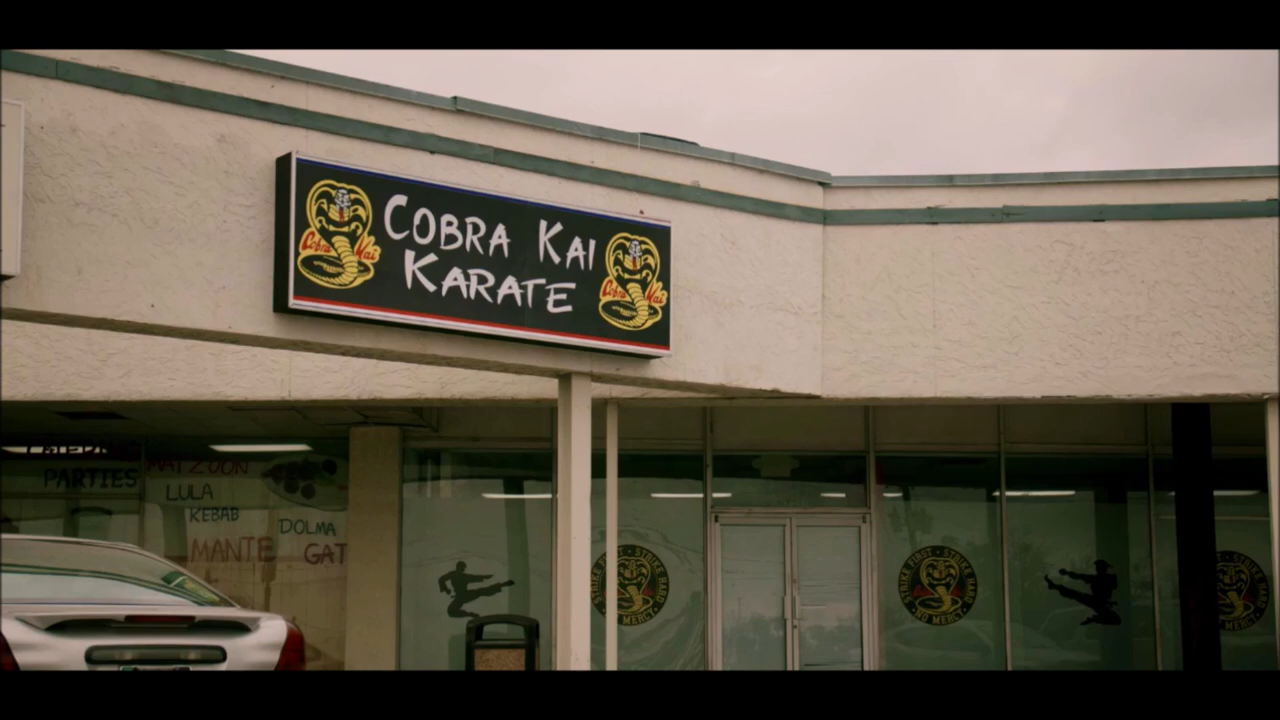 COBRA KAI
KARATE
Cobra Kai
Cobra Kai
CATERING
PARTIES
MATZOON
LULA
KEBAB
DOLMA
MANTE
GAT
STRIKE FIRST • STRIKE HARD • NO MERCY •
STRIKE FIRST • STRIKE HARD • NO MERCY •